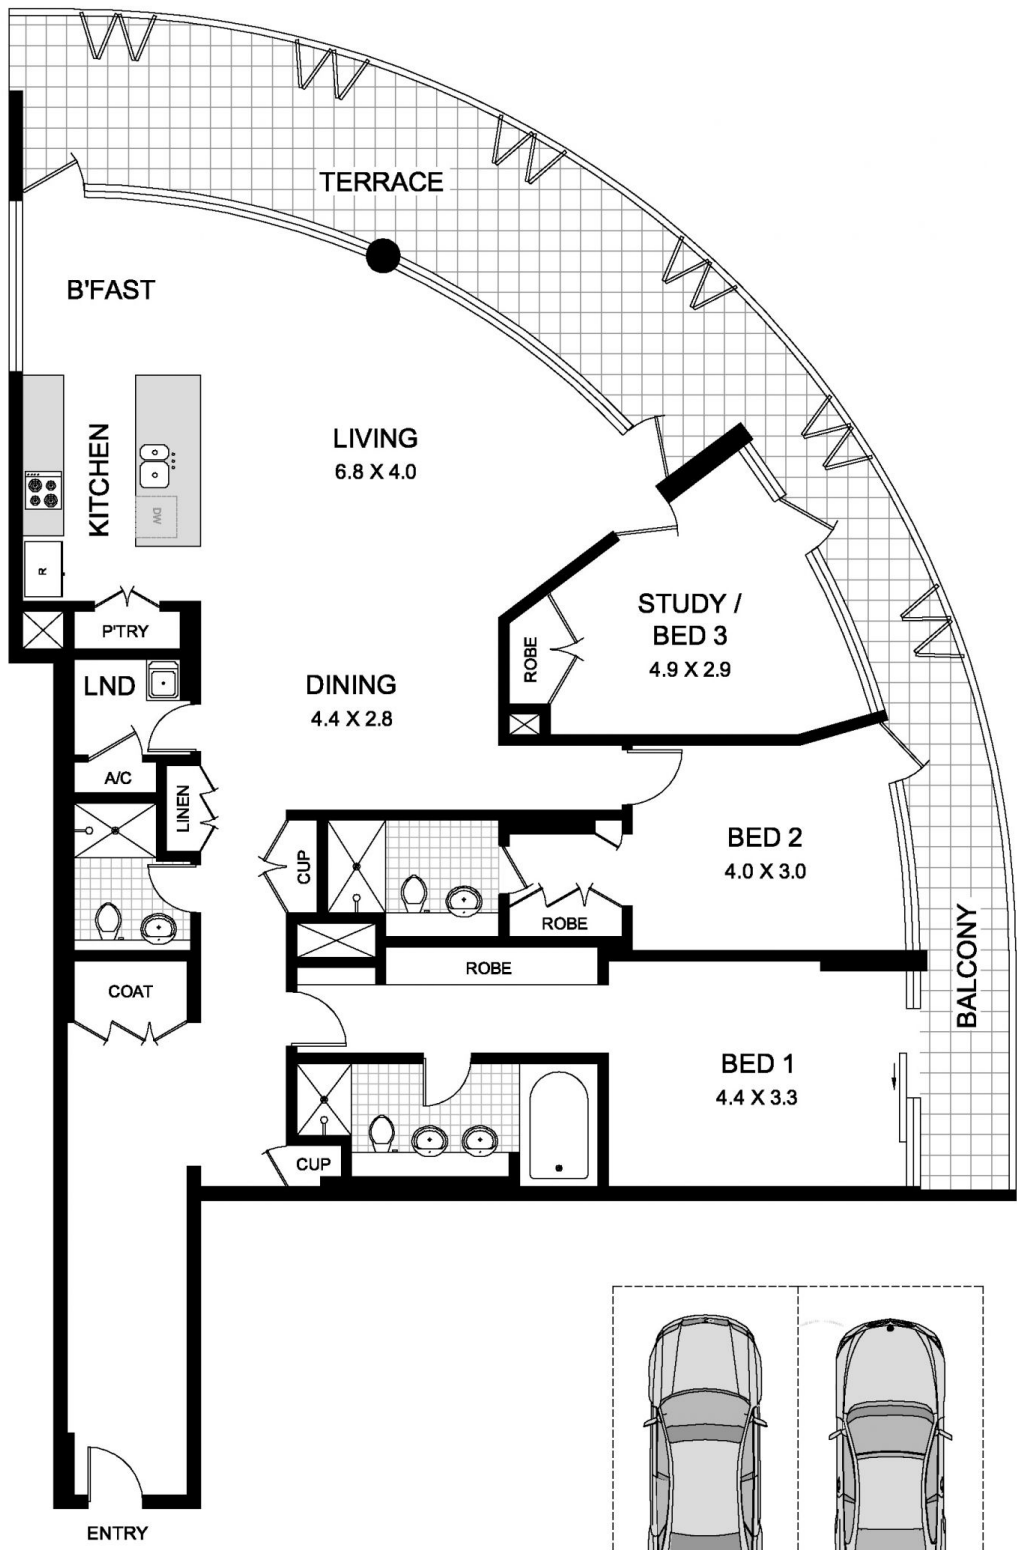 TERRACE
B'FAST
LIVING
6.8 X 4.0
KITCHEN
DW
R
P'TRY
STUDY /
BED 3
4.9 X 2.9
ROBE
LND
DINING
4.4 X 2.8
A/C
LINEN
CUP
BED 2
4.0 X 3.0
ROBE
BALCONY
ROBE
COAT
BED 1
4.4 X 3.3
CUP
ENTRY